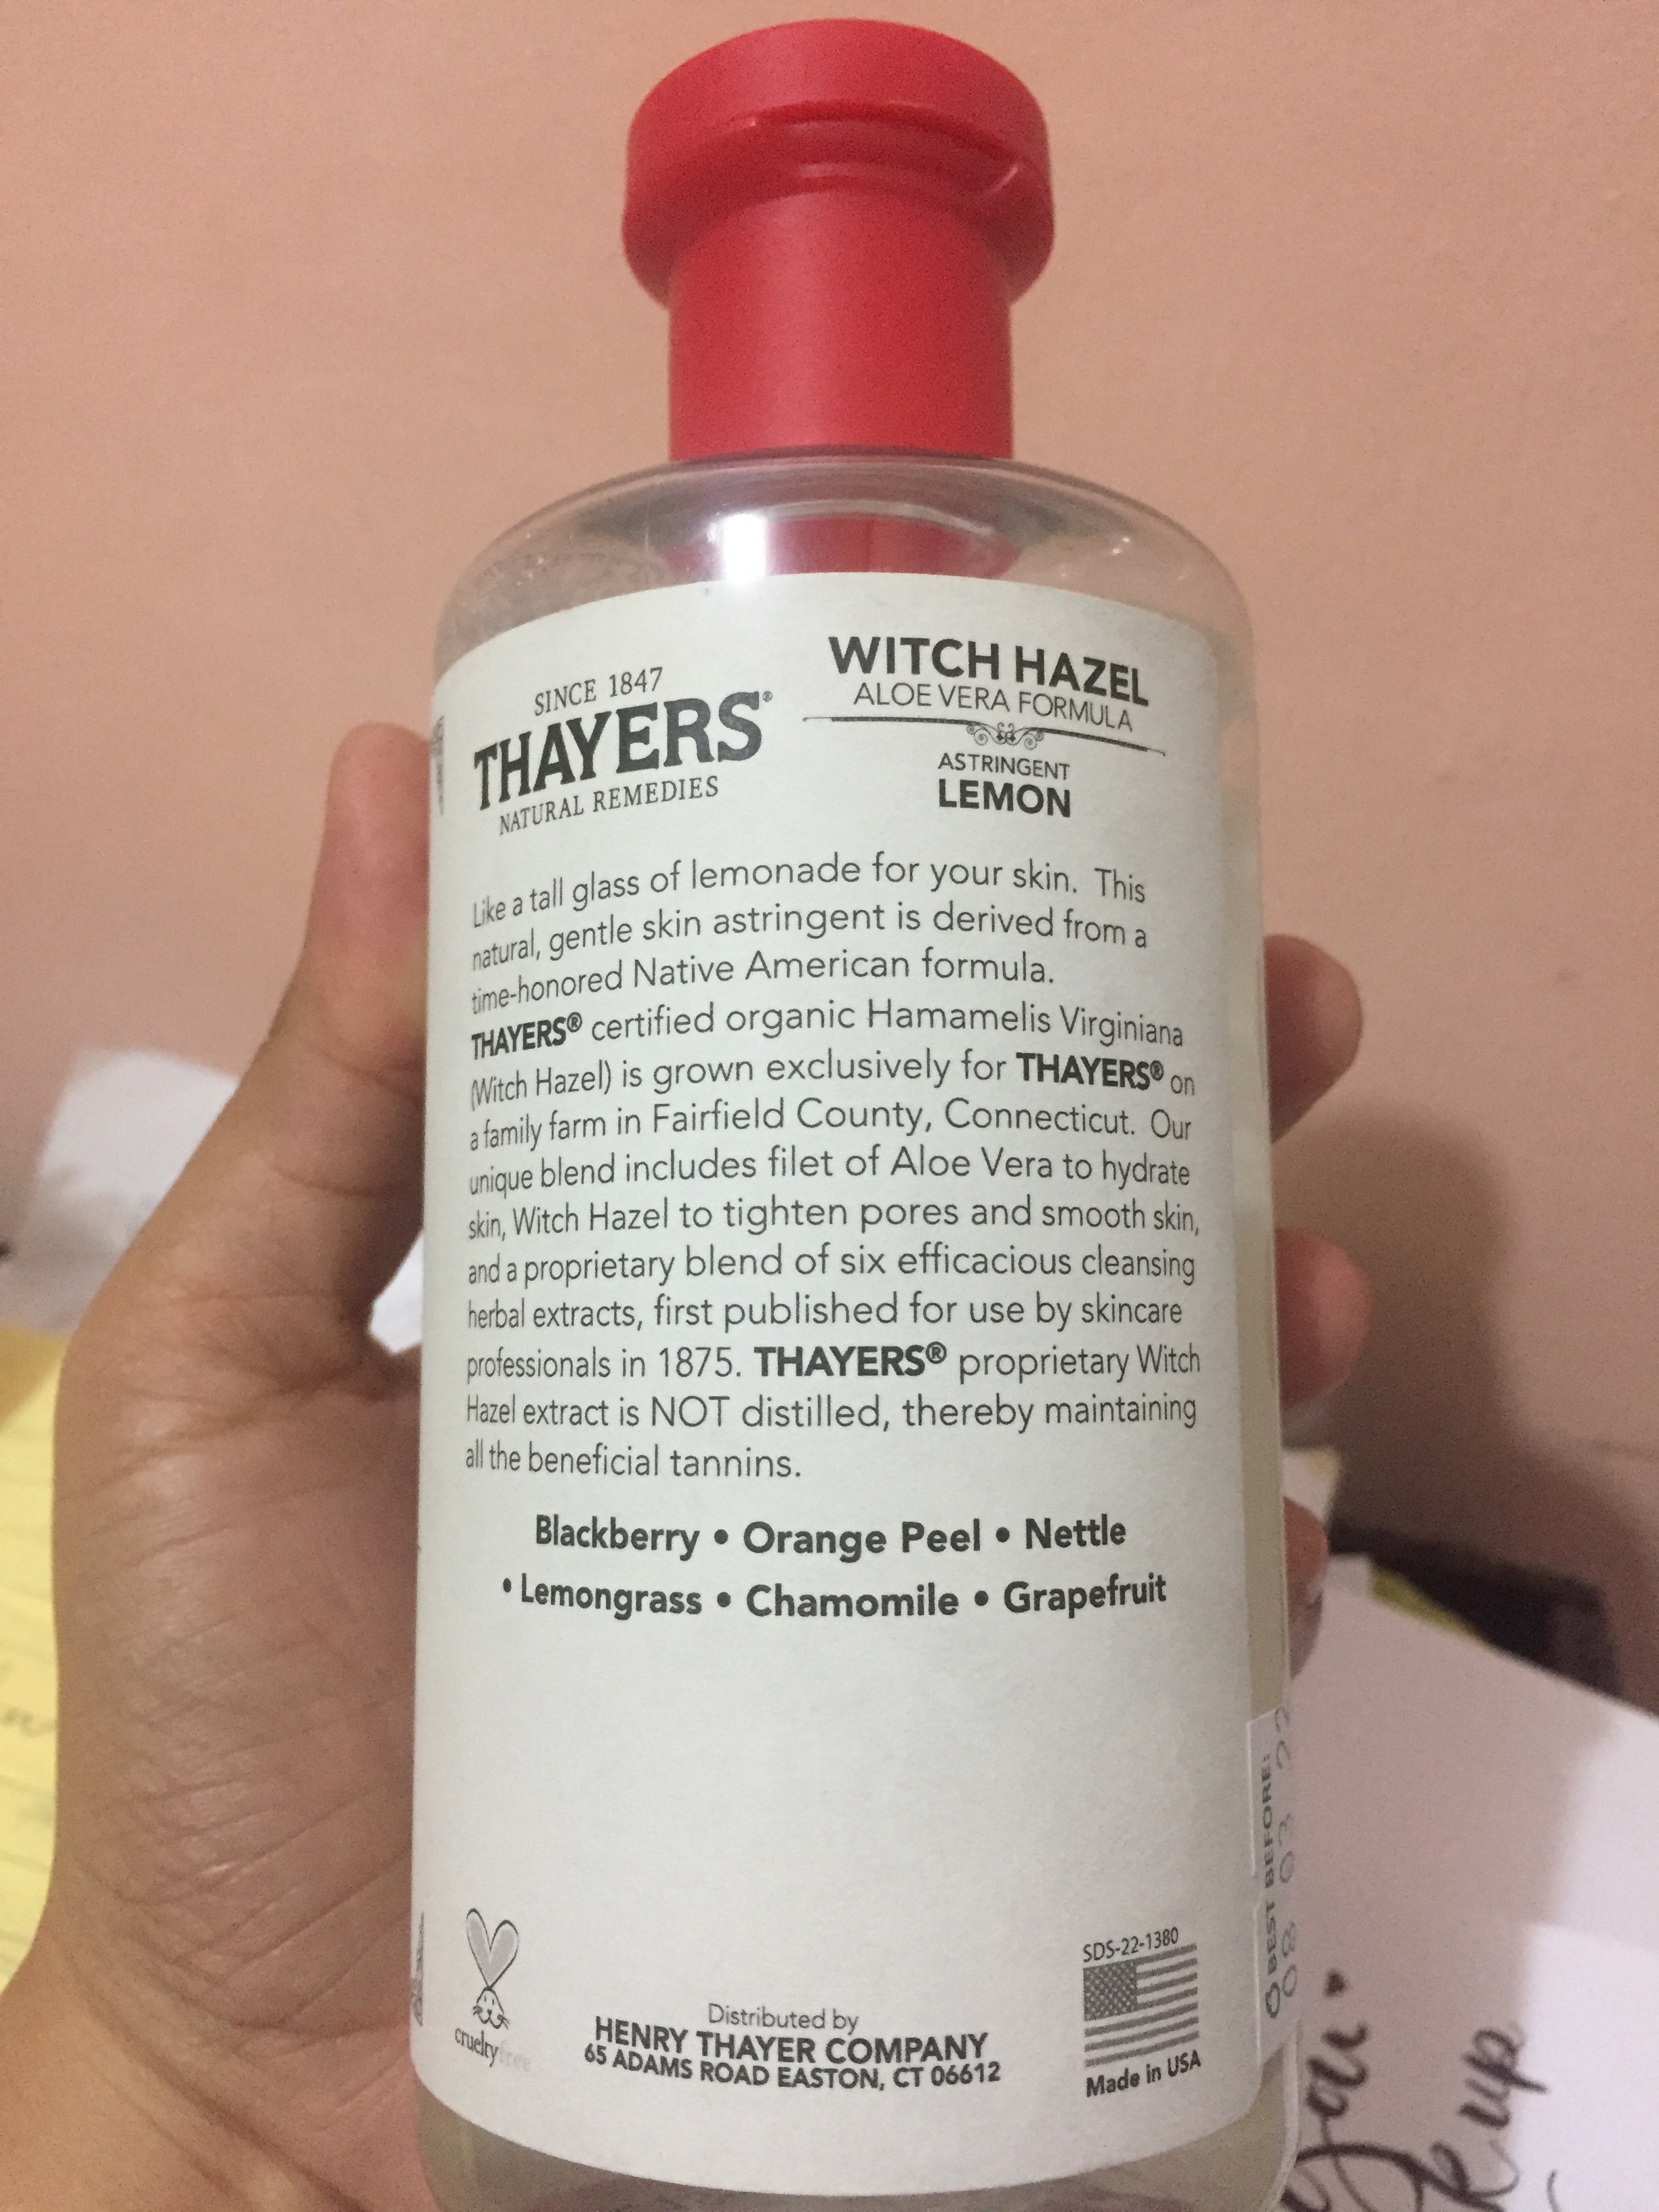 SINCE 1847
THAYERS®
NATURAL REMEDIES
WITCH HAZEL
ALOE VERA FORMULA
ASTRINGENT
LEMON
Like a tall glass of lemonade for your skin. This
natural, gentle skin astringent is derived from a
time-honored Native American formula.
THAYERS® certified organic Hamamelis Virginiana
(Witch Hazel) is grown exclusively for THAYERS® on
a family farm in Fairfield County, Connecticut. Our
unique blend includes filet of Aloe Vera to hydrate
skin, Witch Hazel to tighten pores and smooth skin,
and a proprietary blend of six efficacious cleansing
herbal extracts, first published for use by skincare
professionals in 1875. THAYERS® proprietary Witch
Hazel extract is NOT distilled, thereby maintaining
all the beneficial tannins.
Blackberry • Orange Peel • Nettle
• Lemongrass • Chamomile • Grapefruit
crueltyfree
Distributed by
HENRY THAYER COMPANY
65 ADAMS ROAD EASTON, CT 06612
SDS-22-1380
Made in USA
BEST BEFORE:
08 03 22